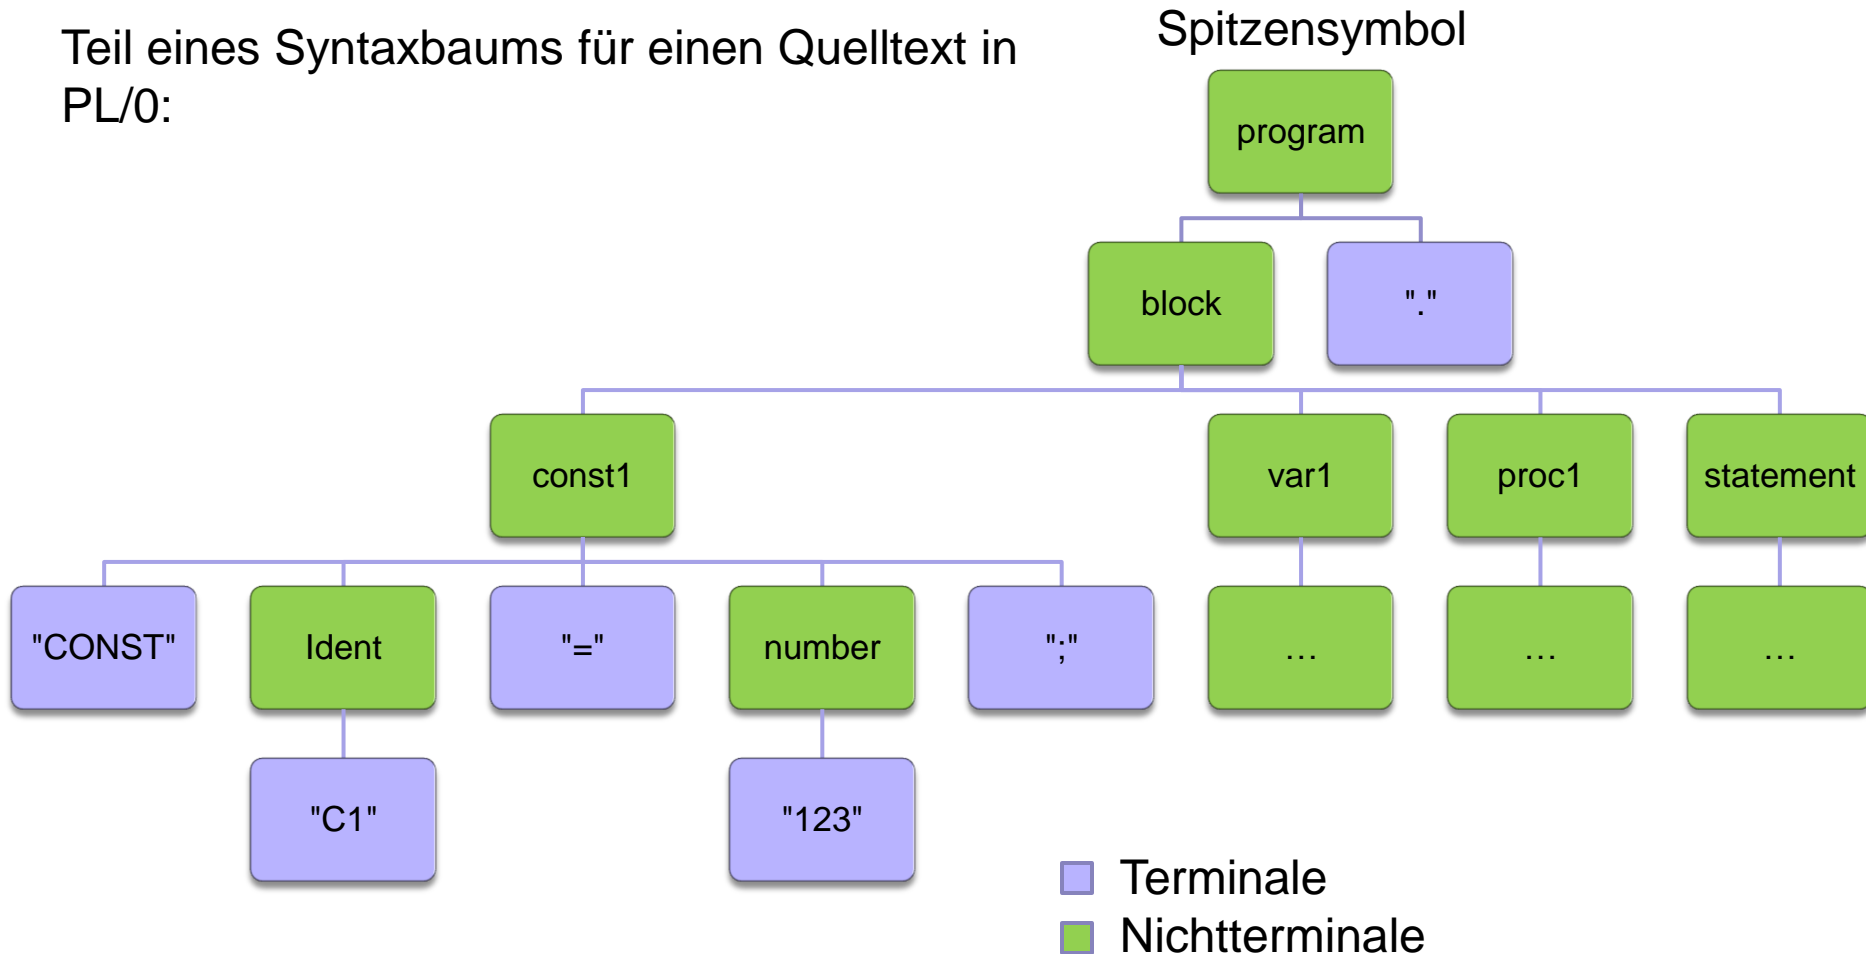 Teil eines Syntaxbaums für einen Quelltext in
PL/0:
Spitzensymbol
program
block
"."
const1
var1
proc1
statement
"CONST"
Ident
"="
number
";"
...
...
...
"C1"
"123"
Terminale
Nichtterminale